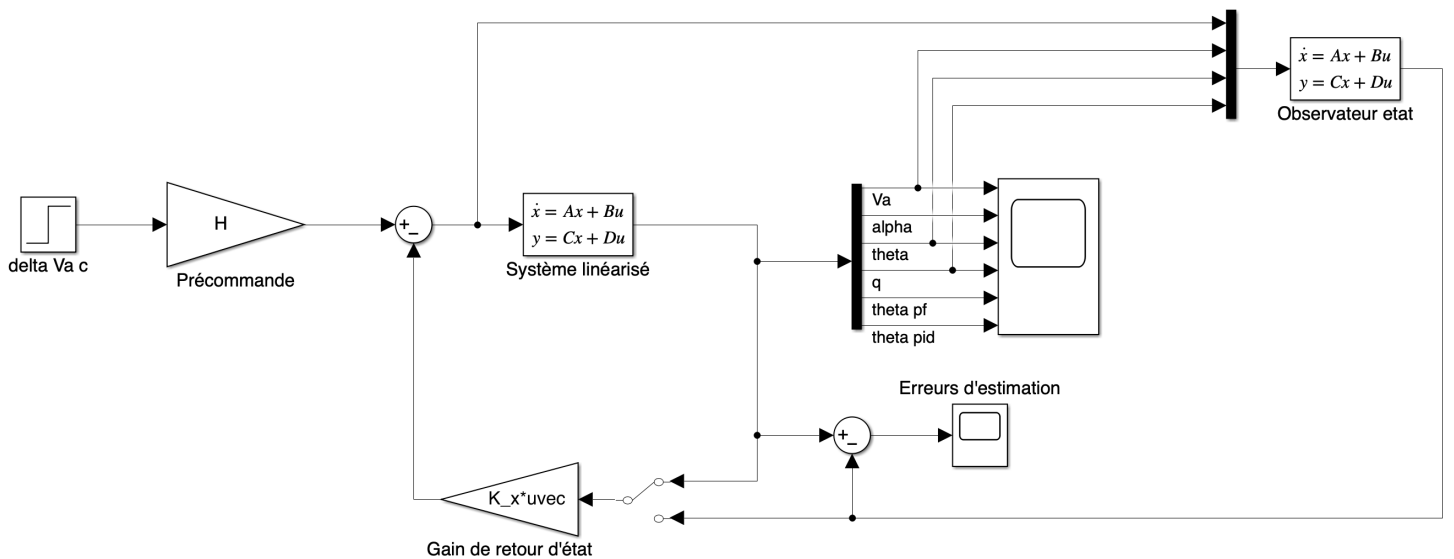 ẋ = Ax + Bu
y = Cx + Du
Observateur etat
delta Va c
H
Précommande
+
−
ẋ = Ax + Bu
y = Cx + Du
Système linéarisé
Va
alpha
theta
q
theta pf
theta pid
Erreurs d'estimation
+
−
K_x*uvec
Gain de retour d'état